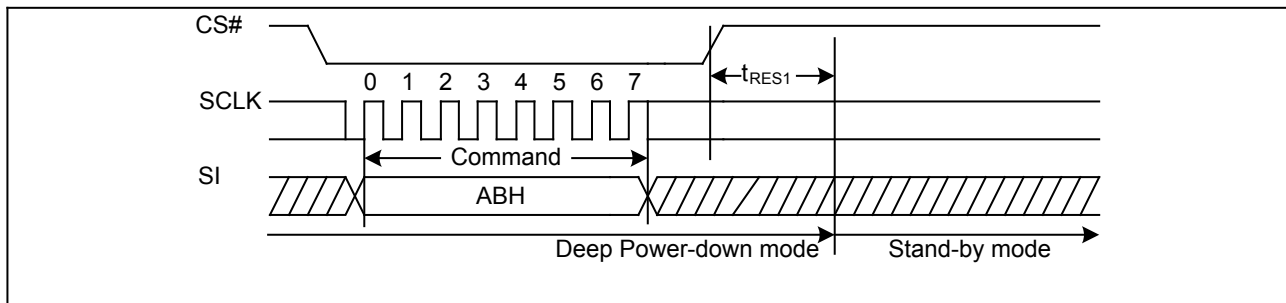 CS#
tRES1
0 1 2 3 4 5 6 7
SCLK
Command
SI
ABH
Deep Power-down mode Stand-by mode